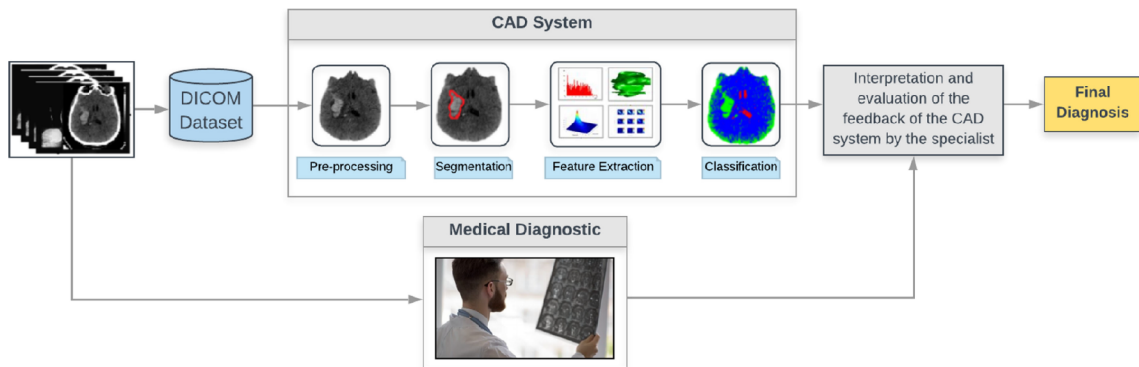 CAD System
DICOM
Dataset
Pre-processing
Segmentation
Feature Extraction
Classification
Interpretation and
evaluation of the
feedback of the CAD
system by the specialist
Final
Diagnosis
Medical Diagnostic